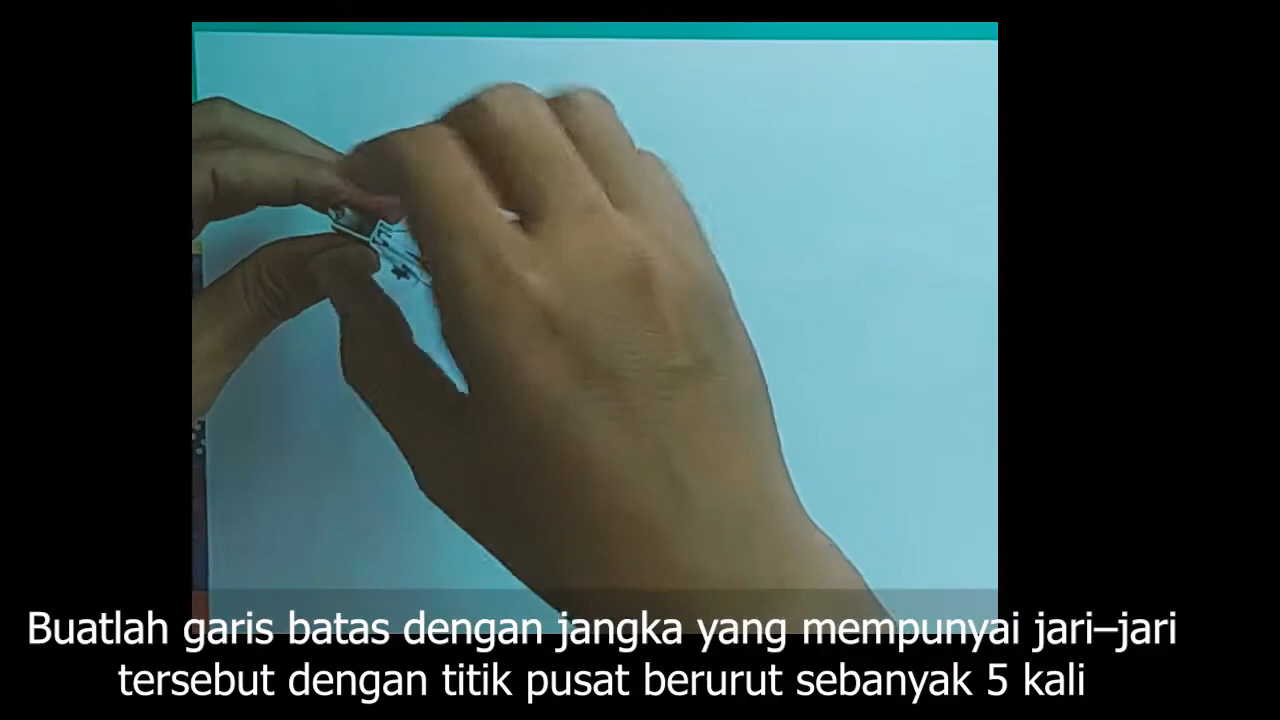 Buatlah garis batas dengan jangka yang mempunyai jari–jari
tersebut dengan titik pusat berurut sebanyak 5 kali